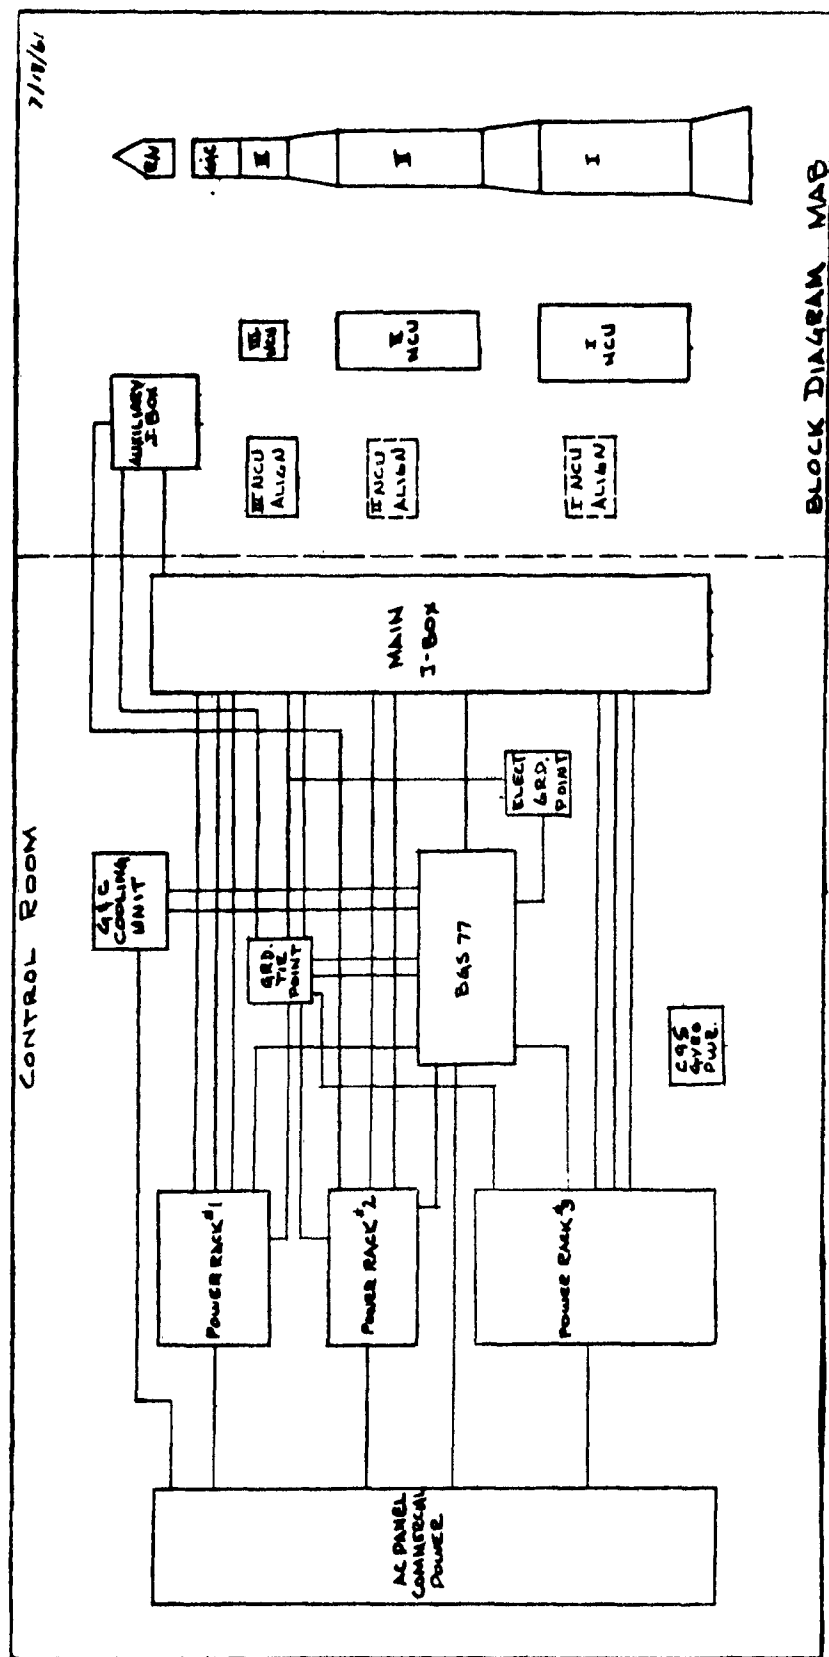 7/18/61
CONTROL ROOM
R/V
G&C
III
II
I
AUXILIARY
I-BOX
III
NCU
II
NCU
I
NCU
III NCU
ALIGN
II NCU
ALIGN
I NCU
ALIGN
MAIN
I-BOX
G&C
COOLING
UNIT
GRD.
TIE
POINT
ELECT
GRD.
POINT
BGS 77
CGS
GYRO
PWR.
POWER RACK #1
POWER RACK #2
POWER RACK #3
AC PANEL
COMMERCIAL
POWER
BLOCK DIAGRAM MAB